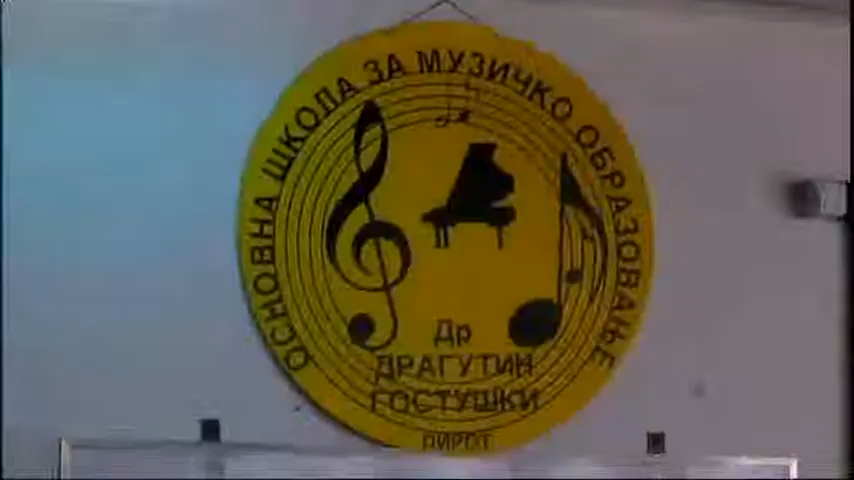 ОСНОВНА ШКОЛА ЗА МУЗИЧКО ОБРАЗОВАЊЕ
Др
ДРАГУТИН
ГОСТУШКИ
ПИРОТ